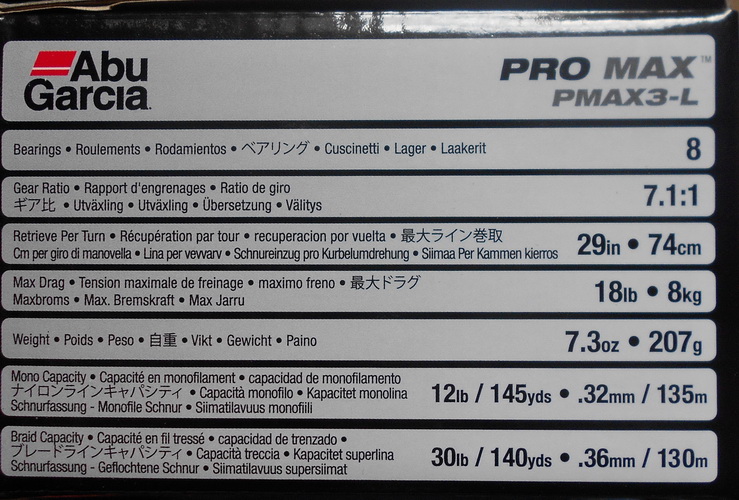 Abu
Garcia
PRO MAX™
PMAX3-L
Bearings • Roulements • Rodamientos • ベアリング • Cuscinetti • Lager • Laakerit
8
Gear Ratio • Rapport d'engrenages • Ratio de giro
ギア比 • Utväxling • Utväxling • Übersetzung • Välitys
7.1:1
Retrieve Per Turn • Récupération par tour • recuperacion por vuelta • 最大ライン巻取
Cm per giro di manovella • Lina per vevvarv • Schnureinzug pro Kurbelumdrehung • Siimaa Per Kammen kierros
29in • 74cm
Max Drag • Tension maximale de freinage • maximo freno • 最大ドラグ
Maxbroms • Max. Bremskraft • Max Jarru
18lb • 8kg
Weight • Poids • Peso • 自重 • Vikt • Gewicht • Paino
7.3oz • 207g
Mono Capacity • Capacité en monofilament • capacidad de monofilamento
ナイロンラインキャパシティ • Capacità monofilo • Kapacitet monolina
Schnurfassung - Monofile Schnur • Siimatilavuus monofiili
12lb / 145yds • .32mm / 135m
Braid Capacity • Capacité en fil tressé • capacidad de trenzado •
ブレードラインキャパシティ • Capacità treccia • Kapacitet superlina
Schnurfassung - Geflochtene Schnur • Siimatilavuus supersiimat
30lb / 140yds • .36mm / 130m